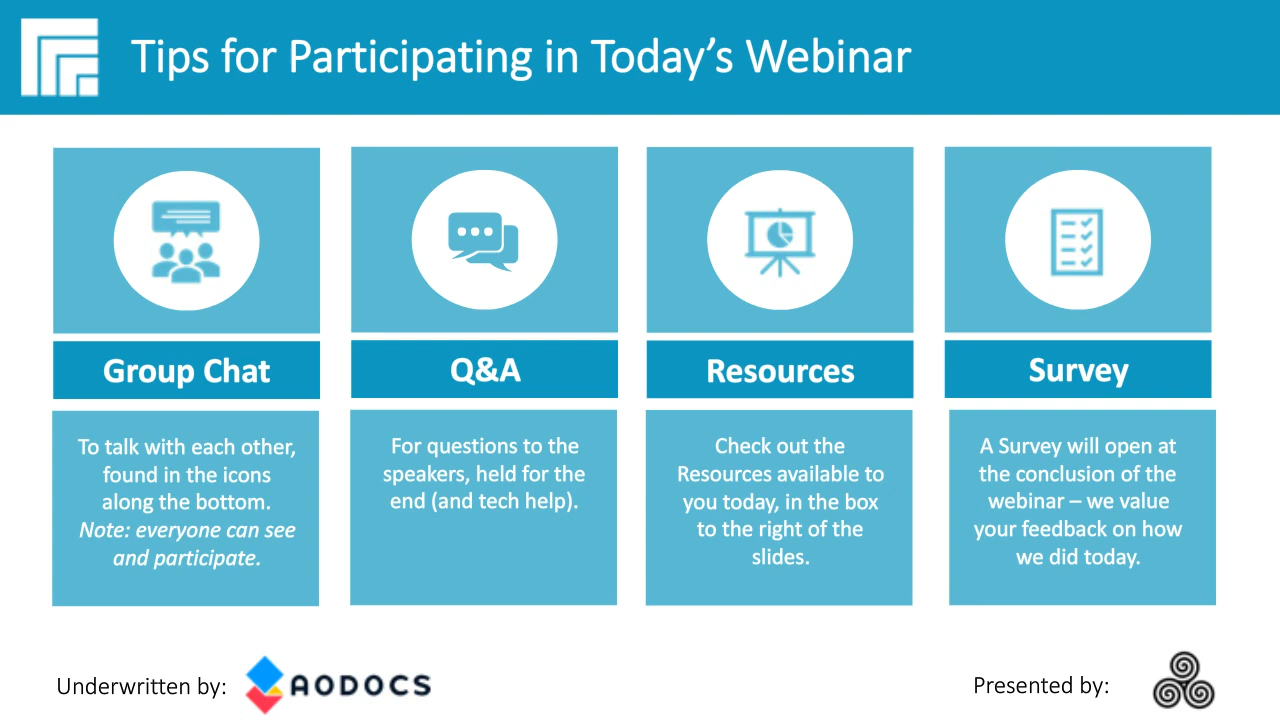 Tips for Participating in Today’s Webinar
Group Chat
To talk with each other,
found in the icons
along the bottom.
Note: everyone can see
and participate.
Q&A
For questions to the
speakers, held for the
end (and tech help).
Resources
Check out the
Resources available to
you today, in the box
to the right of the
slides.
Survey
A Survey will open at
the conclusion of the
webinar – we value
your feedback on how
we did today.
Underwritten by:
AODOCS
Presented by: